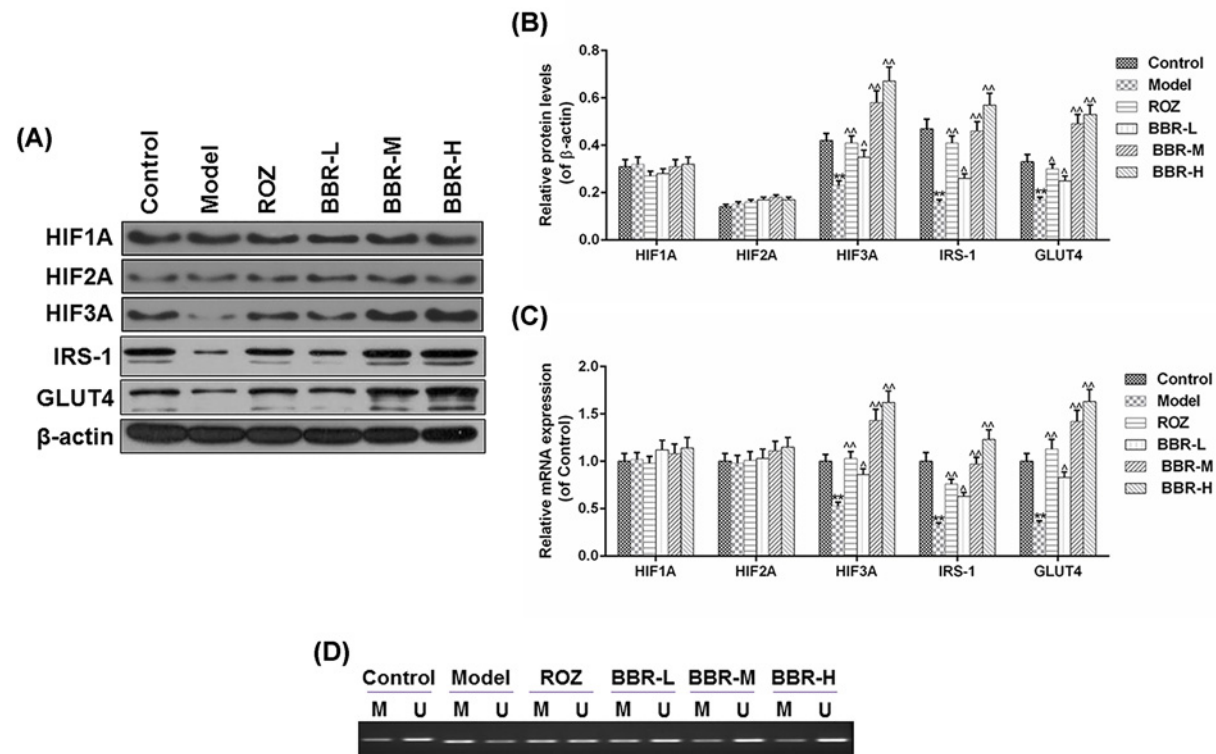 (A)
Control Model ROZ BBR-L BBR-M BBR-H
HIF1A
HIF2A
HIF3A
IRS-1
GLUT4
β-actin
(B)
Relative protein levels
(of β-actin)
0.8
0.6
0.4
0.2
0.0
** ^^ ^ ^^ ^^
** ^^ ^ ^^ ^^
** ^ ^ ^^ ^^
HIF1A HIF2A HIF3A IRS-1 GLUT4
Control
Model
ROZ
BBR-L
BBR-M
BBR-H
(C)
Relative mRNA expression
(of Control)
2.0
1.5
1.0
0.5
0.0
** ^^ ^ ^^ ^^
** ^^ ^ ^^ ^^
** ^^ ^ ^^ ^^
HIF1A HIF2A HIF3A IRS-1 GLUT4
Control
Model
ROZ
BBR-L
BBR-M
BBR-H
(D)
Control Model ROZ BBR-L BBR-M BBR-H
M U M U M U M U M U M U